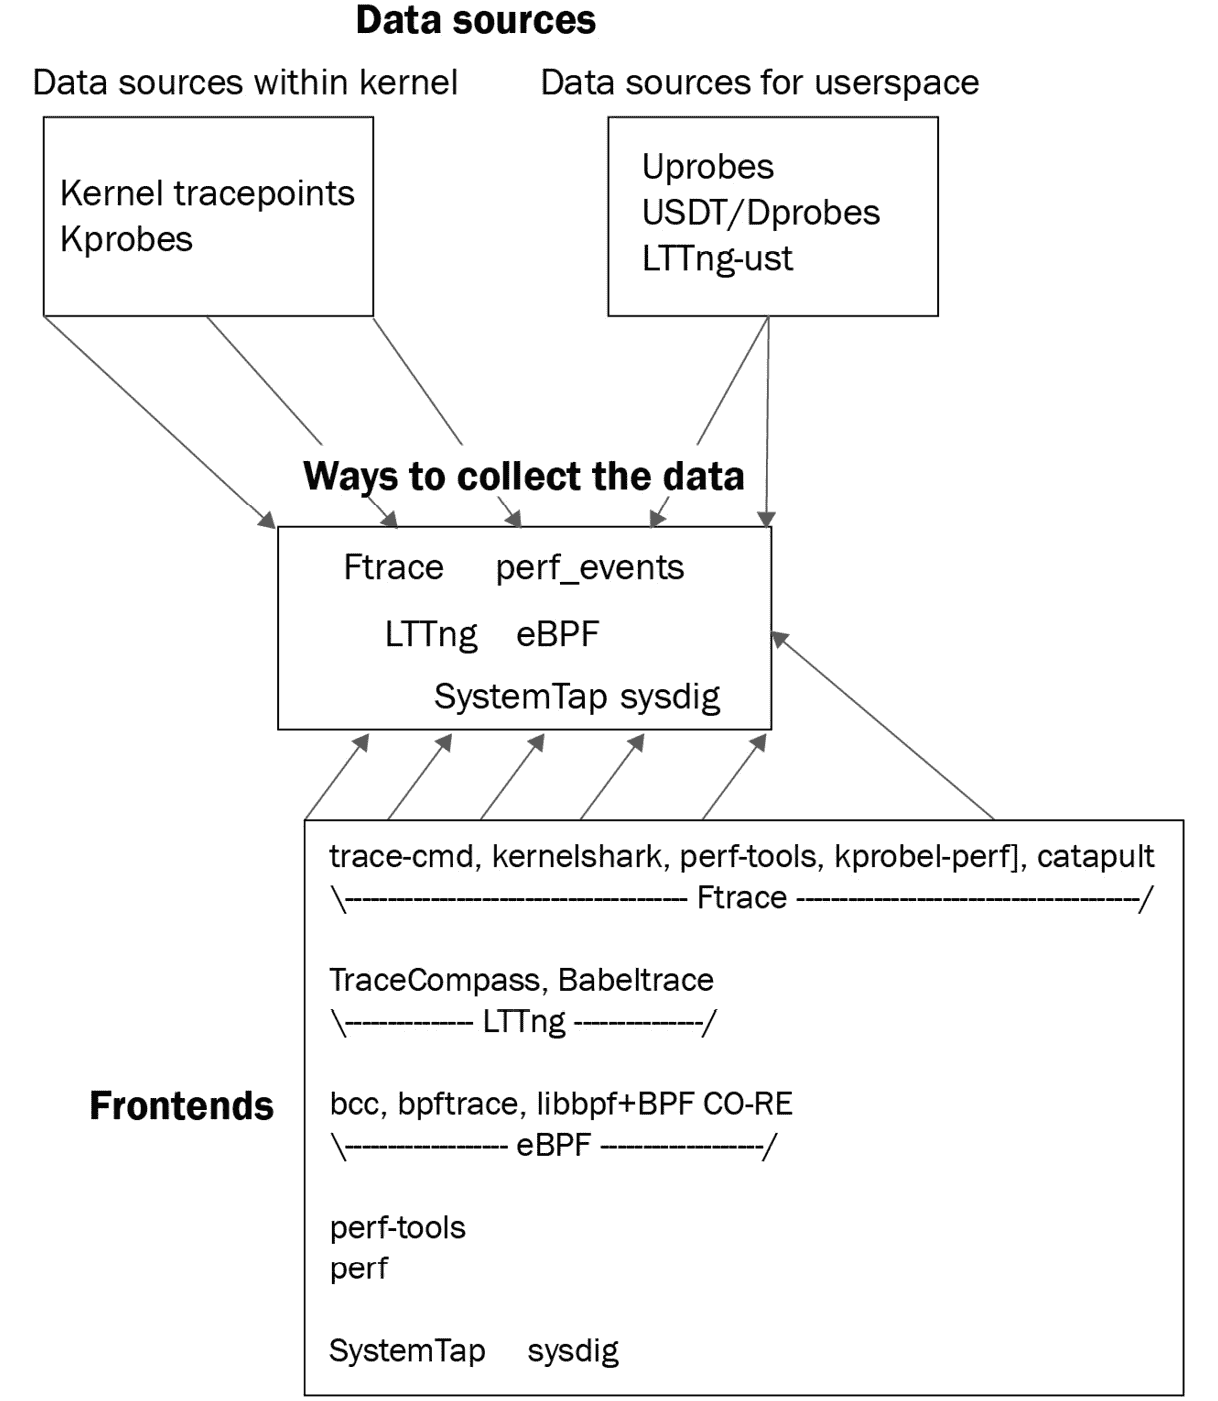 Data sources
Data sources within kernel
Data sources for userspace
Kernel tracepoints
Kprobes
Uprobes
USDT/Dprobes
LTTng-ust
Ways to collect the data
Ftrace perf_events
LTTng eBPF
SystemTap sysdig
Frontends
trace-cmd, kernelshark, perf-tools, kprobel-perf], catapult
\---------------------------------------- Ftrace ----------------------------------------/
TraceCompass, Babeltrace
\--------------- LTTng ---------------/
bcc, bpftrace, libbpf+BPF CO-RE
\------------------- eBPF -------------------/
perf-tools
perf
SystemTap sysdig